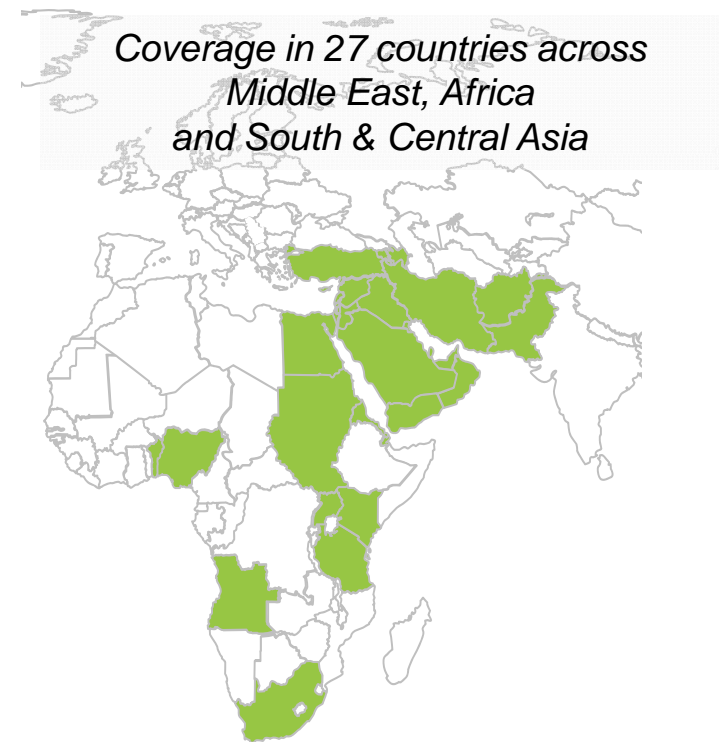 Coverage in 27 countries across
Middle East, Africa
and South & Central Asia